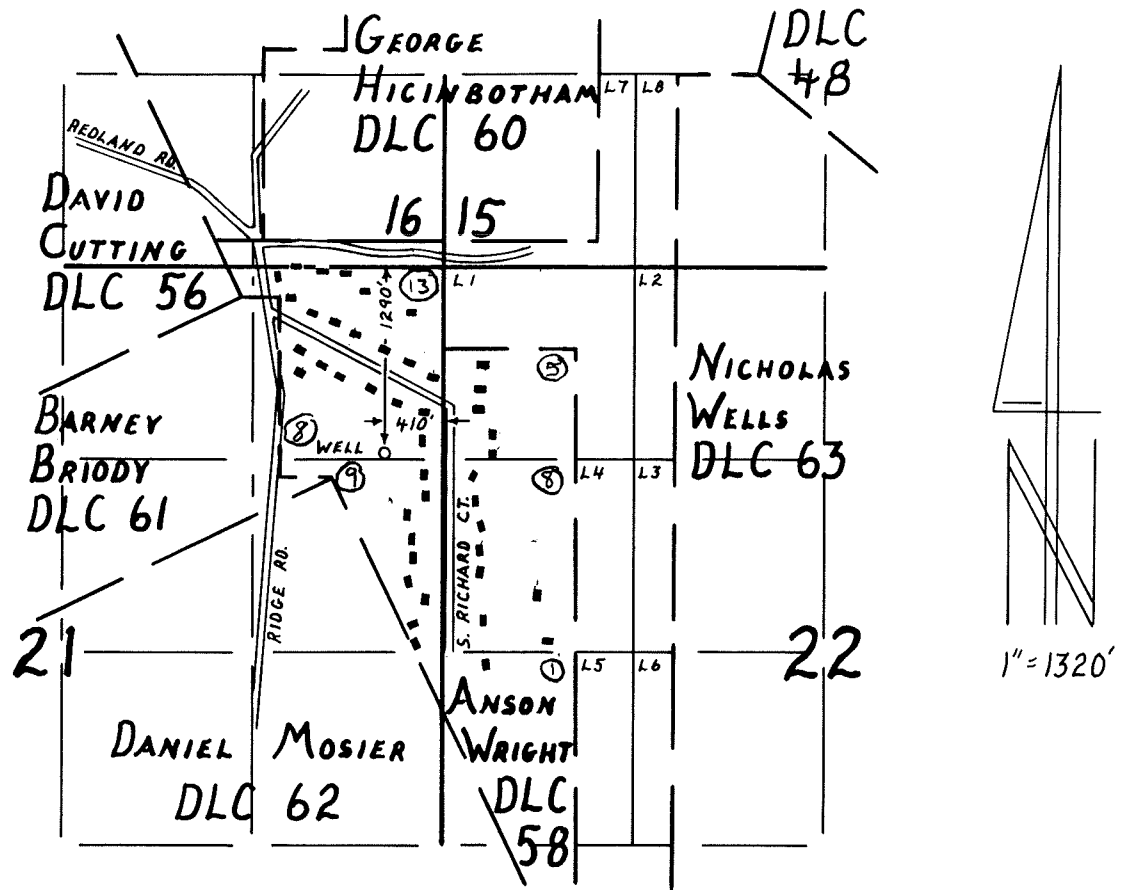 GEORGE
HICINBOTHAM
DLC 60
DLC
48
L7 L8
REDLAND RD.
DAVID
CUTTING
DLC 56
16 15
13
L1
L2
1290'
5
NICHOLAS
WELLS
DLC 63
BARNEY
BRIODY
DLC 61
8
WELL
410'
9
8
L4 L3
S. RICHARD CT.
RIDGE RD.
21
22
1
L5 L6
ANSON
WRIGHT
DLC
58
DANIEL MOSIER
DLC 62
N
1"=1320'